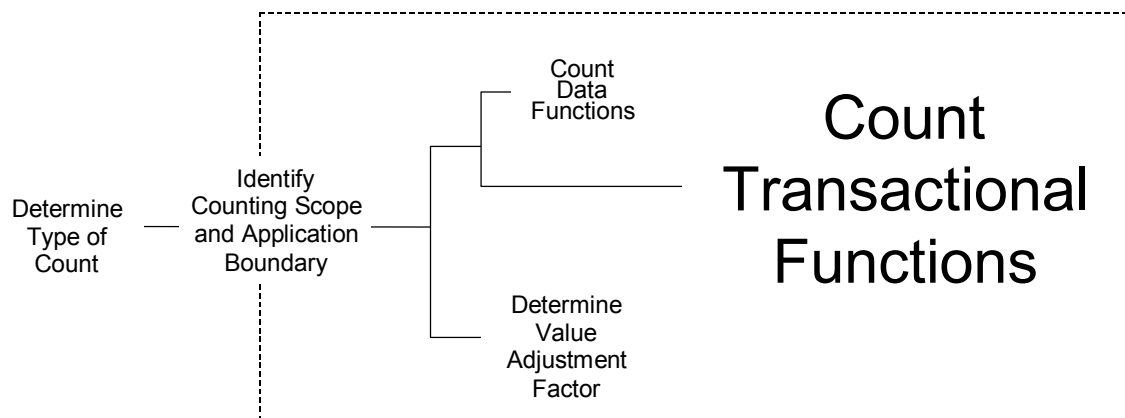 Determine
Type of
Count
Identify
Counting Scope
and Application
Boundary
Count
Data
Functions
Count
Transactional
Functions
Determine
Value
Adjustment
Factor